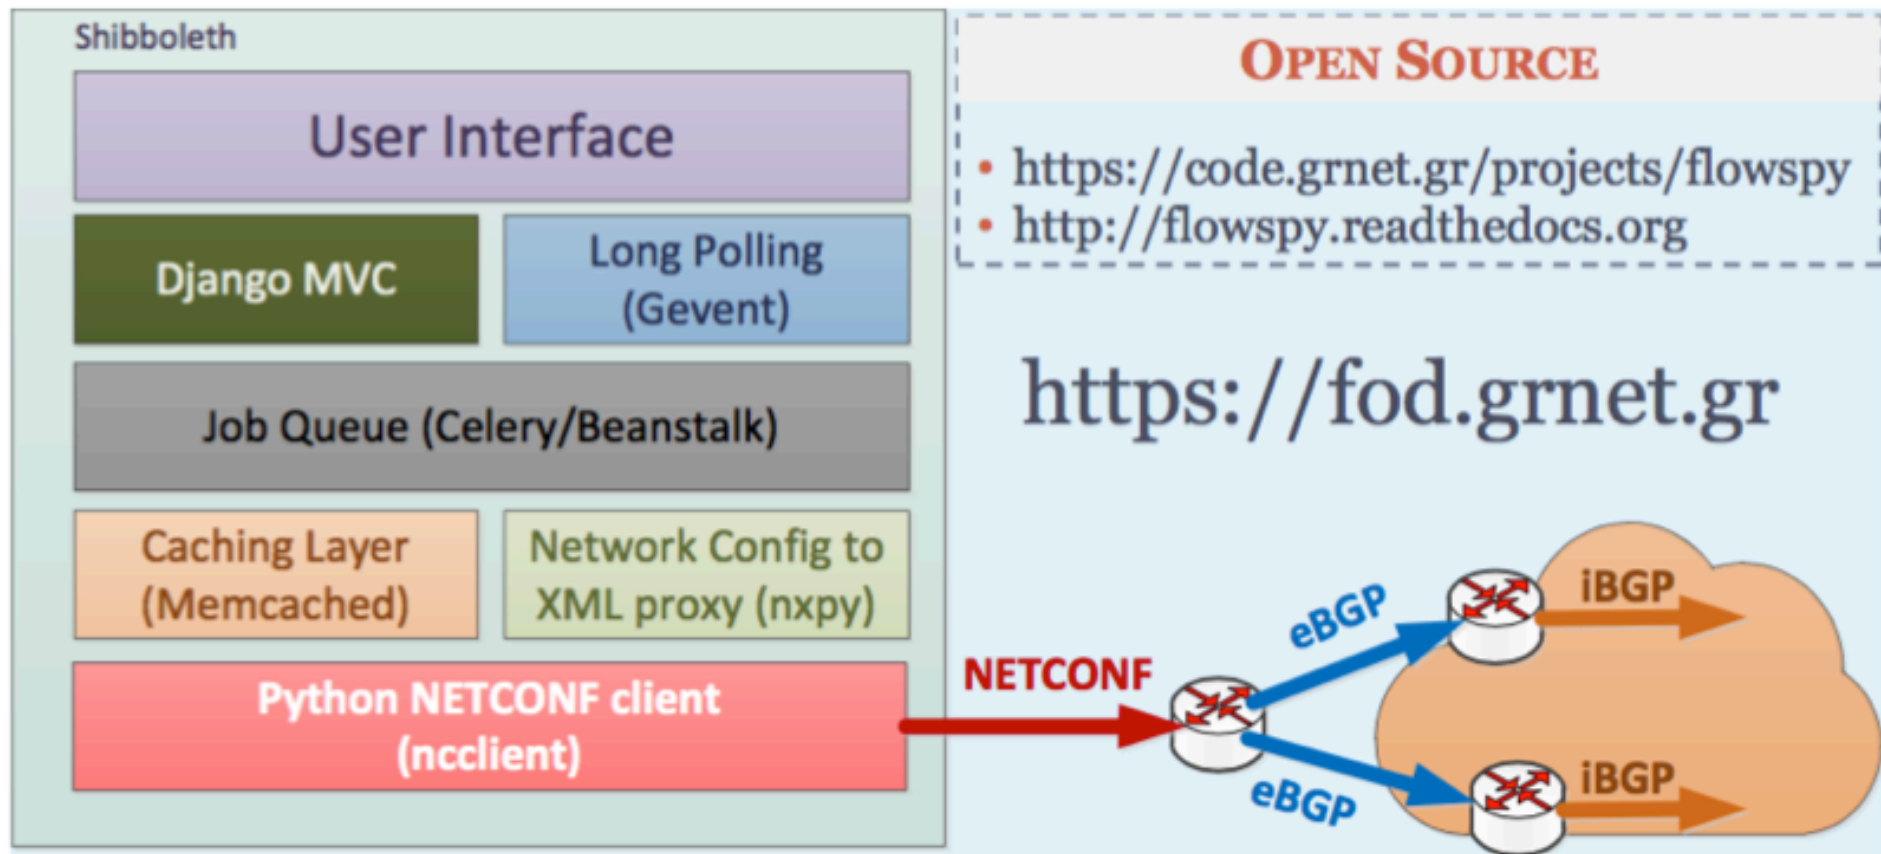 Shibboleth
User Interface
Django MVC
Long Polling
(Gevent)
Job Queue (Celery/Beanstalk)
Caching Layer
(Memcached)
Network Config to
XML proxy (nxpy)
Python NETCONF client
(ncclient)
OPEN SOURCE
• https://code.grnet.gr/projects/flowspy
• http://flowspy.readthedocs.org
https://fod.grnet.gr
NETCONF
eBGP
iBGP
eBGP
iBGP